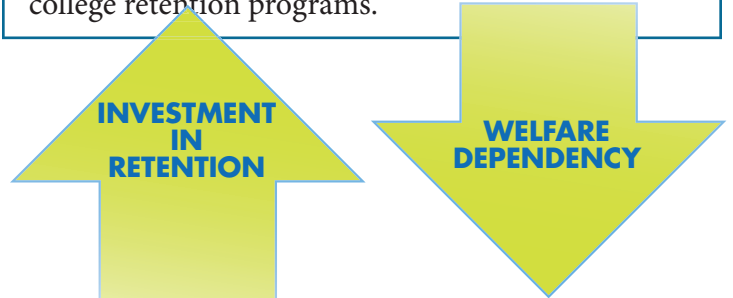 college retention programs.
INVESTMENT
IN
RETENTION
WELFARE
DEPENDENCY